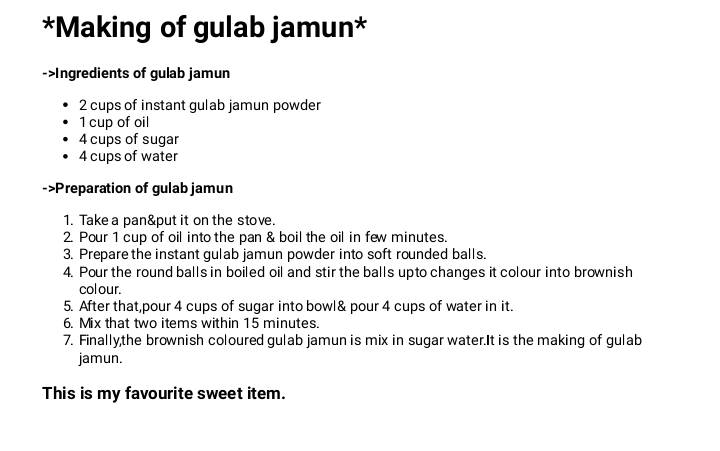 *Making of gulab jamun*
->Ingredients of gulab jamun
• 2 cups of instant gulab jamun powder
• 1 cup of oil
• 4 cups of sugar
• 4 cups of water
->Preparation of gulab jamun
1. Take a pan&put it on the stove.
2. Pour 1 cup of oil into the pan & boil the oil in few minutes.
3. Prepare the instant gulab jamun powder into soft rounded balls.
4. Pour the round balls in boiled oil and stir the balls upto changes it colour into brownish
colour.
5. After that,pour 4 cups of sugar into bowl& pour 4 cups of water in it.
6. Mix that two items within 15 minutes.
7. Finally,the brownish coloured gulab jamun is mix in sugar water.It is the making of gulab
jamun.
This is my favourite sweet item.